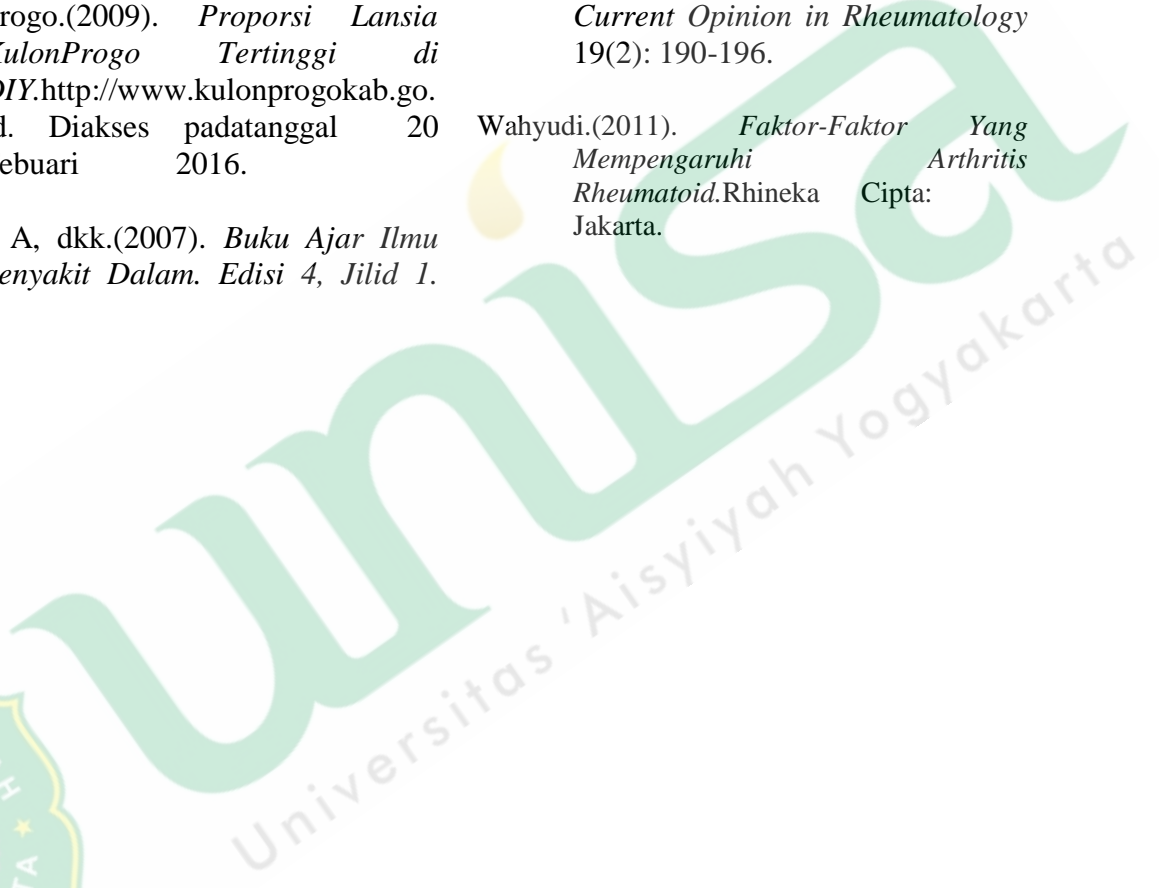 rogo.(2009). Proporsi Lansia
KulonProgo Tertinggi di
DIY.http://www.kulonprogokab.go.
d. Diakses padatanggal 20
ebuari 2016.
A, dkk.(2007). Buku Ajar Ilmu
enyakit Dalam. Edisi 4, Jilid 1.
Current Opinion in Rheumatology
19(2): 190-196.
Wahyudi.(2011). Faktor-Faktor Yang
Mempengaruhi Arthritis
Rheumatoid.Rhineka Cipta:
Jakarta.
unisa
Universitas 'Aisyiyah Yogyakarta